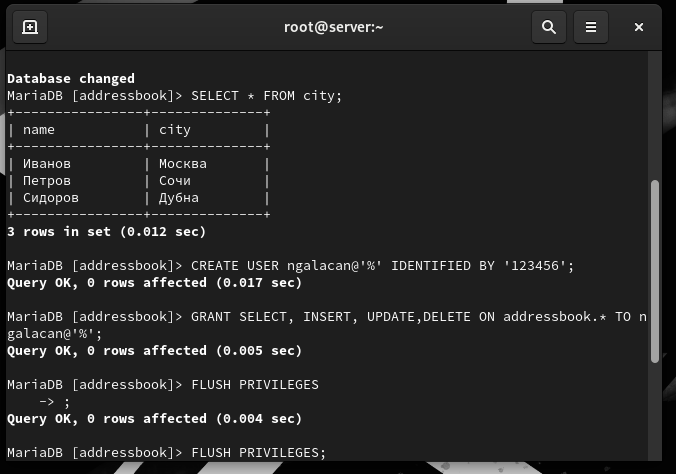 root@server:~
Database changed
MariaDB [addressbook]> SELECT * FROM city;
+----------------+--------------+
| name           | city         |
+----------------+--------------+
| Иванов         | Москва       |
| Петров         | Сочи         |
| Сидоров        | Дубна        |
+----------------+--------------+
3 rows in set (0.012 sec)
MariaDB [addressbook]> CREATE USER ngalacan@'%' IDENTIFIED BY '123456';
Query OK, 0 rows affected (0.017 sec)
MariaDB [addressbook]> GRANT SELECT, INSERT, UPDATE,DELETE ON addressbook.* TO n
galacan@'%';
Query OK, 0 rows affected (0.005 sec)
MariaDB [addressbook]> FLUSH PRIVILEGES
    -> ;
Query OK, 0 rows affected (0.004 sec)
MariaDB [addressbook]> FLUSH PRIVILEGES;